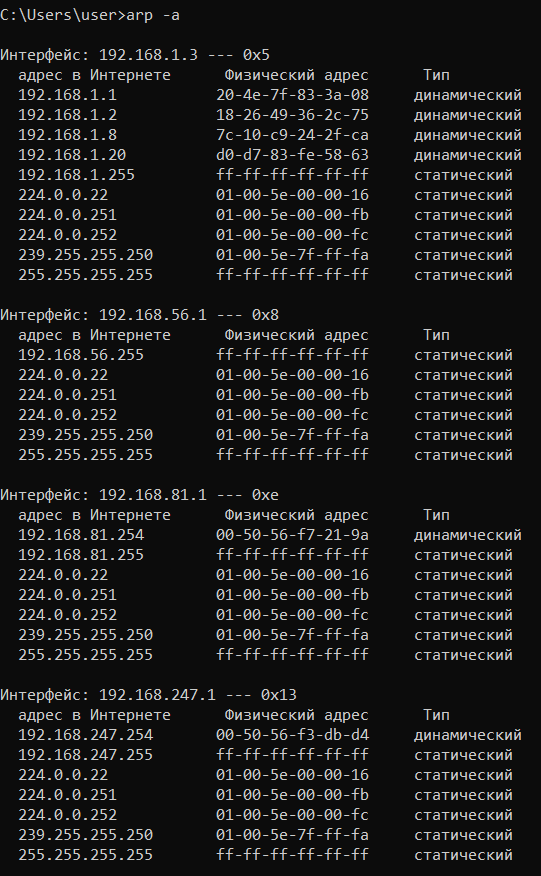 C:\Users\user>arp -a
Интерфейс: 192.168.1.3 --- 0x5
адрес в Интернете Физический адрес Тип
192.168.1.1 20-4e-7f-83-3a-08 динамический
192.168.1.2 18-26-49-36-2c-75 динамический
192.168.1.8 7c-10-c9-24-2f-ca динамический
192.168.1.20 d0-d7-83-fe-58-63 динамический
192.168.1.255 ff-ff-ff-ff-ff-ff статический
224.0.0.22 01-00-5e-00-00-16 статический
224.0.0.251 01-00-5e-00-00-fb статический
224.0.0.252 01-00-5e-00-00-fc статический
239.255.255.250 01-00-5e-7f-ff-fa статический
255.255.255.255 ff-ff-ff-ff-ff-ff статический
Интерфейс: 192.168.56.1 --- 0x8
адрес в Интернете Физический адрес Тип
192.168.56.255 ff-ff-ff-ff-ff-ff статический
224.0.0.22 01-00-5e-00-00-16 статический
224.0.0.251 01-00-5e-00-00-fb статический
224.0.0.252 01-00-5e-00-00-fc статический
239.255.255.250 01-00-5e-7f-ff-fa статический
255.255.255.255 ff-ff-ff-ff-ff-ff статический
Интерфейс: 192.168.81.1 --- 0xe
адрес в Интернете Физический адрес Тип
192.168.81.254 00-50-56-f7-21-9a динамический
192.168.81.255 ff-ff-ff-ff-ff-ff статический
224.0.0.22 01-00-5e-00-00-16 статический
224.0.0.251 01-00-5e-00-00-fb статический
224.0.0.252 01-00-5e-00-00-fc статический
239.255.255.250 01-00-5e-7f-ff-fa статический
255.255.255.255 ff-ff-ff-ff-ff-ff статический
Интерфейс: 192.168.247.1 --- 0x13
адрес в Интернете Физический адрес Тип
192.168.247.254 00-50-56-f3-db-d4 динамический
192.168.247.255 ff-ff-ff-ff-ff-ff статический
224.0.0.22 01-00-5e-00-00-16 статический
224.0.0.251 01-00-5e-00-00-fb статический
224.0.0.252 01-00-5e-00-00-fc статический
239.255.255.250 01-00-5e-7f-ff-fa статический
255.255.255.255 ff-ff-ff-ff-ff-ff статический